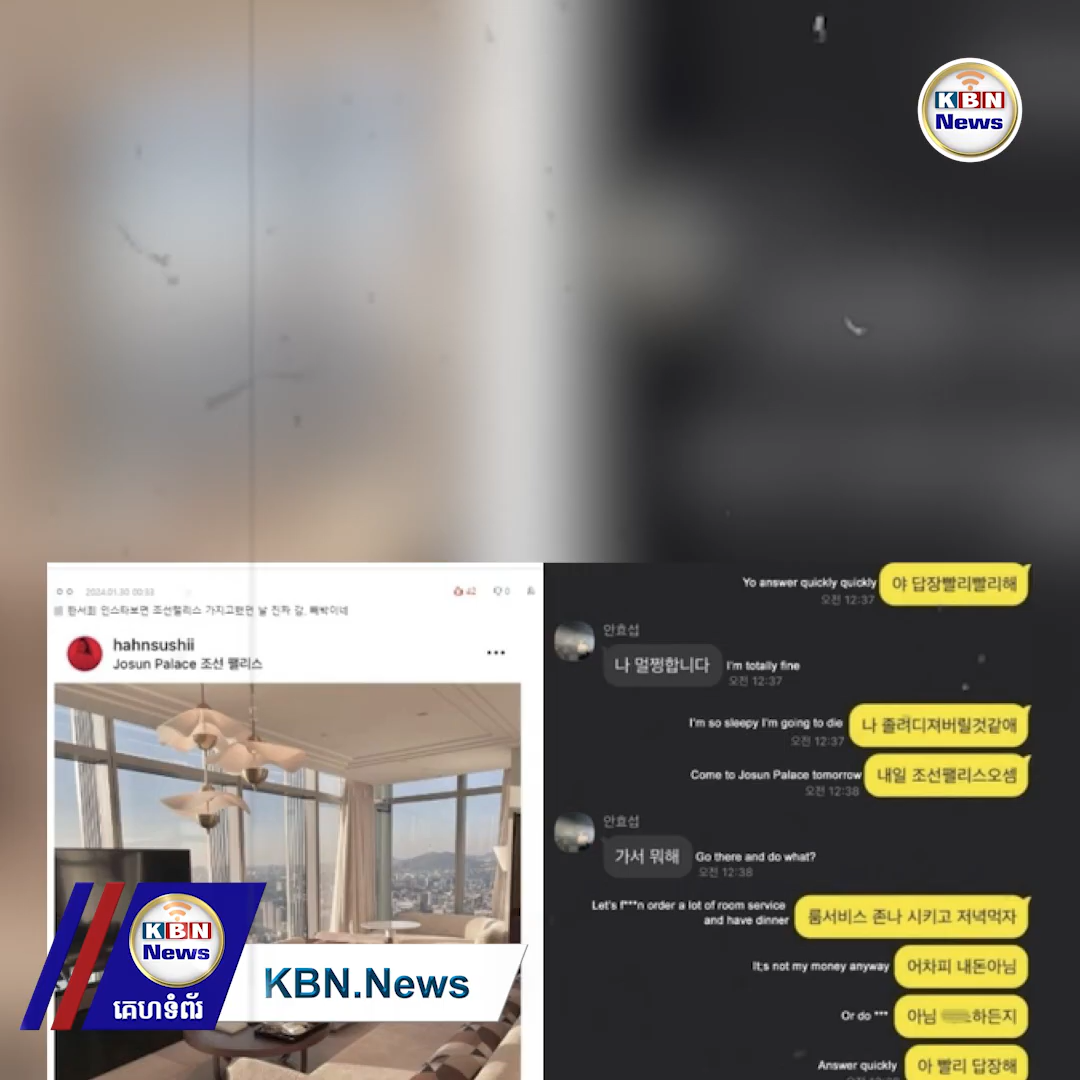 KBN
News
2024.01.30 00:33
42
0
한서희 인스타보면 조선팰리스 가지고했던 날 진짜 감, 빼박이네
hahnsushii
Josun Palace 조선 팰리스
Yo answer quickly quickly
야 답장빨리빨리해
오전 12:37
안효섭
나 멀쩡합니다
I'm totally fine
오전 12:37
I'm so sleepy I'm going to die
나 졸려디져버릴것같애
오전 12:37
Come to Josun Palace tomorrow
내일 조선팰리스오셈
오전 12:38
안효섭
가서 뭐해
Go there and do what?
오전 12:38
Let's f***n order a lot of room service
and have dinner
룸서비스 존나 시키고 저녁먹자
It;s not my money anyway
어차피 내돈아님
Or do ***
아님
하든지
Answer quickly
아 빨리 답장해
KBN
News
គេហទំព័រ
KBN.News